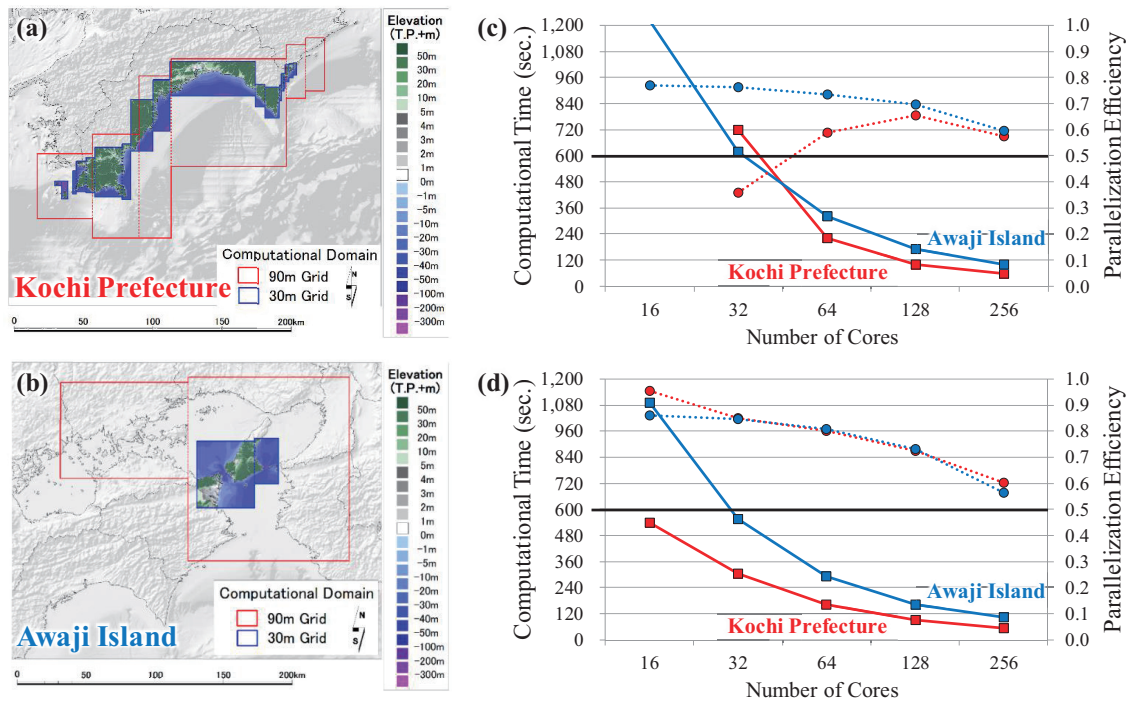 (a)
Elevation
(T.P.+m)
50m
30m
20m
10m
5m
4m
3m
2m
1m
0m
-1m
-5m
-10m
-20m
-30m
-40m
-50m
-100m
-200m
-300m
Computational Domain
90m Grid
30m Grid
N
S
Kochi Prefecture
0 50 100 150 200km
(b)
Elevation
(T.P.+m)
50m
30m
20m
10m
5m
4m
3m
2m
1m
0m
-1m
-5m
-10m
-20m
-30m
-40m
-50m
-100m
-200m
-300m
Computational Domain
90m Grid
30m Grid
N
S
Awaji Island
0 50 100 150 200km
(c)
Computational Time (sec.)
1,200
1,080
960
840
720
600
480
360
240
120
0
1.0
0.9
0.8
0.7
0.6
0.5
0.4
0.3
0.2
0.1
0.0
Parallelization Efficiency
Awaji Island
Kochi Prefecture
16 32 64 128 256
Number of Cores
(d)
Computational Time (sec.)
1,200
1,080
960
840
720
600
480
360
240
120
0
1.0
0.9
0.8
0.7
0.6
0.5
0.4
0.3
0.2
0.1
0.0
Parallelization Efficiency
Awaji Island
Kochi Prefecture
16 32 64 128 256
Number of Cores